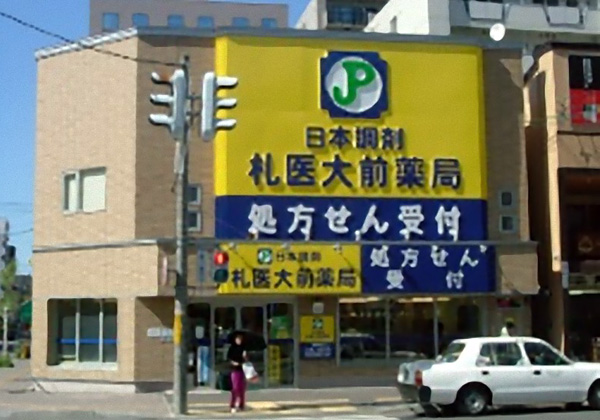 JP
日本調剤
札医大前薬局
処方せん受付
日本調剤
札医大前薬局
処方せん
受付